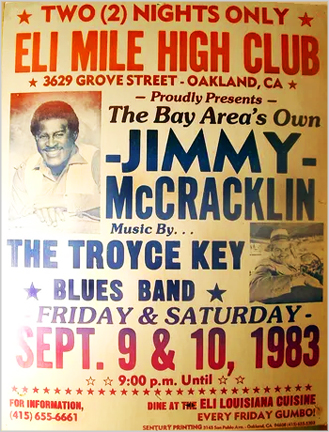 ★ TWO (2) NIGHTS ONLY ★
ELI MILE HIGH CLUB
★ 3629 GROVE STREET - OAKLAND, CA ★
- Proudly Presents -
The Bay Area's Own
-JIMMY-
McCRACKLIN
Music By...
THE TROYCE KEY
★ BLUES BAND ★
- FRIDAY & SATURDAY -
SEPT. 9 & 10, 1983
☆ ☆ 9:00 p.m. Until ☆ ☆
FOR INFORMATION,
(415) 655-6661
DINE AT THE ELI LOUISIANA CUISINE
EVERY FRIDAY GUMBO!
SENTURY PRINTING Oakland, CA